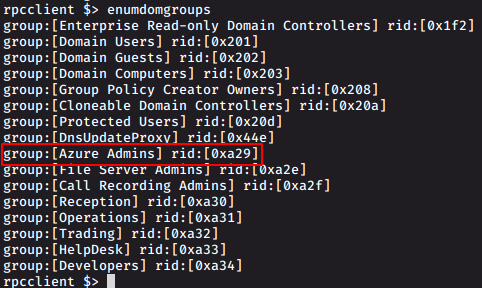 rpcclient $> enumdomgroups
group:[Enterprise Read-only Domain Controllers] rid:[0x1f2]
group:[Domain Users] rid:[0x201]
group:[Domain Guests] rid:[0x202]
group:[Domain Computers] rid:[0x203]
group:[Group Policy Creator Owners] rid:[0x208]
group:[Cloneable Domain Controllers] rid:[0x20a]
group:[Protected Users] rid:[0x20d]
group:[DnsUpdateProxy] rid:[0x44e]
group:[Azure Admins] rid:[0xa29]
group:[File Server Admins] rid:[0xa2e]
group:[Call Recording Admins] rid:[0xa2f]
group:[Reception] rid:[0xa30]
group:[Operations] rid:[0xa31]
group:[Trading] rid:[0xa32]
group:[HelpDesk] rid:[0xa33]
group:[Developers] rid:[0xa34]
rpcclient $>